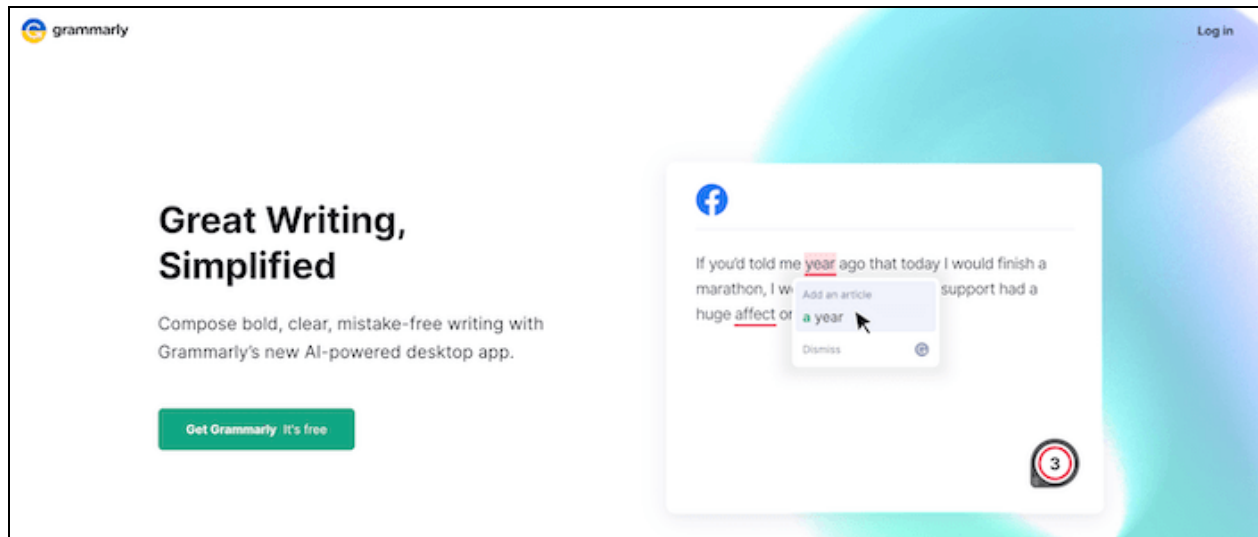 grammarly
Log in
Great Writing,
Simplified
Compose bold, clear, mistake-free writing with
Grammarly's new AI-powered desktop app.
Get Grammarly It's free
If you'd told me year ago that today I would finish a
marathon, I w support had a
huge affect or
Add an article
a year
Dismiss
3